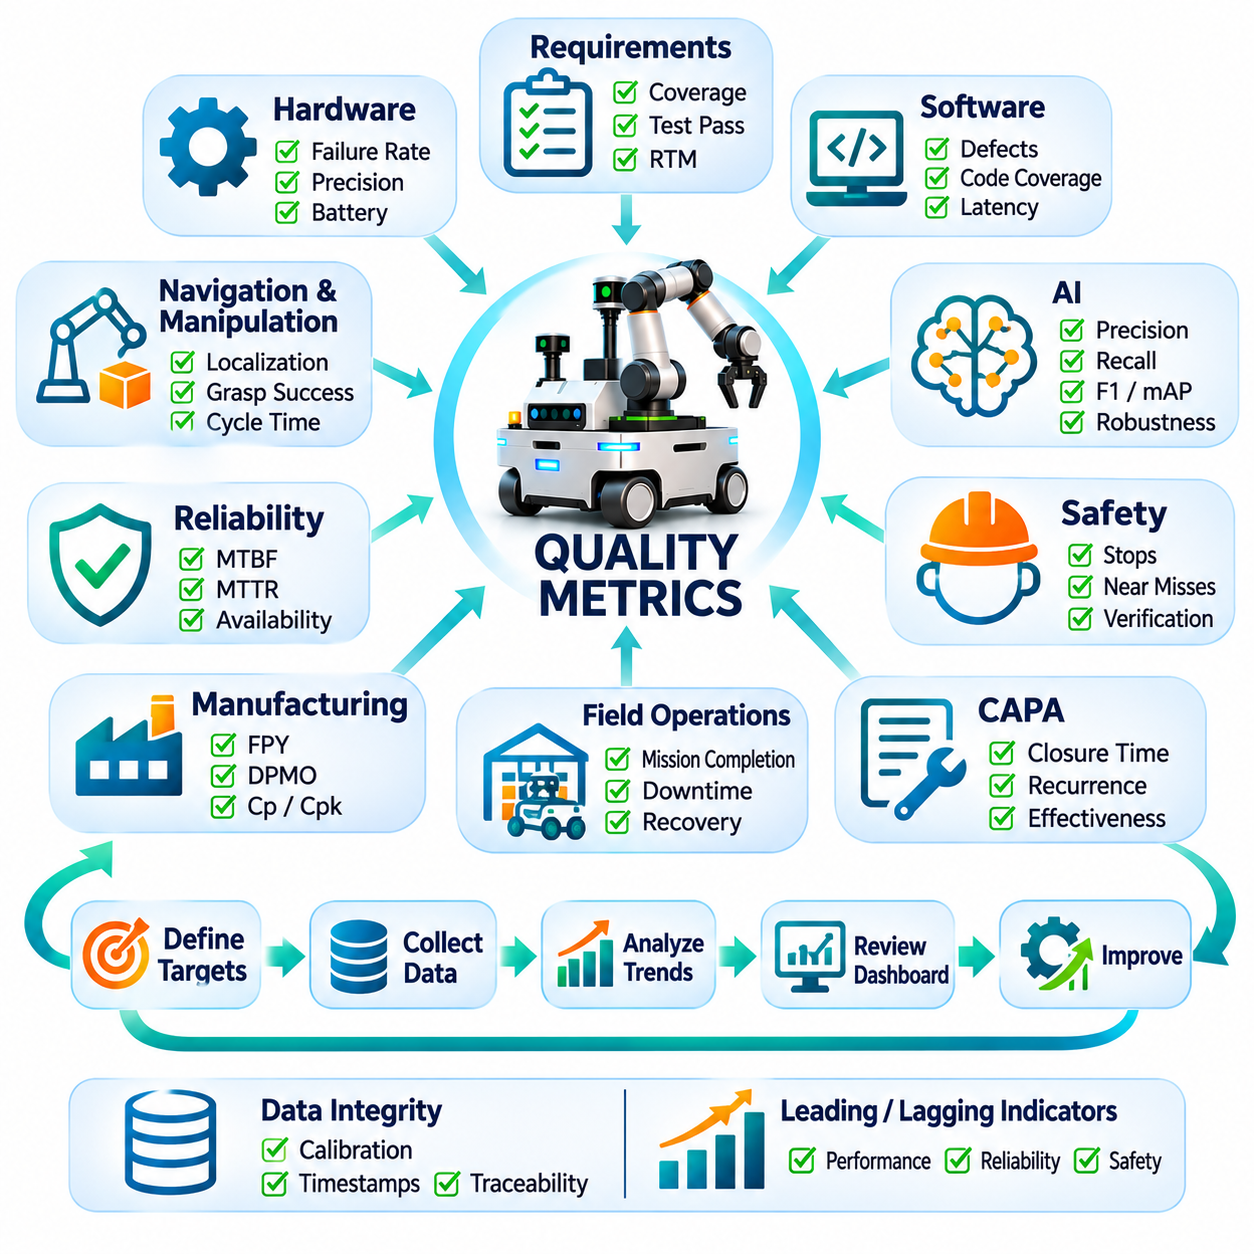 Requirements
Coverage
Test Pass
RTM
Hardware
Failure Rate
Precision
Battery
Software
</>
Defects
Code Coverage
Latency
Navigation &
Manipulation
Localization
Grasp Success
Cycle Time
AI
Precision
Recall
F1 / mAP
Robustness
Reliability
MTBF
MTTR
Availability
QUALITY
METRICS
Safety
Stops
Near Misses
Verification
Manufacturing
FPY
DPMO
Cp / Cpk
Field Operations
Mission Completion
Downtime
Recovery
CAPA
Closure Time
Recurrence
Effectiveness
Define
Targets
Collect
Data
Analyze
Trends
Review
Dashboard
Improve
Data Integrity
Calibration
Timestamps
Traceability
Leading / Lagging Indicators
Performance
Reliability
Safety